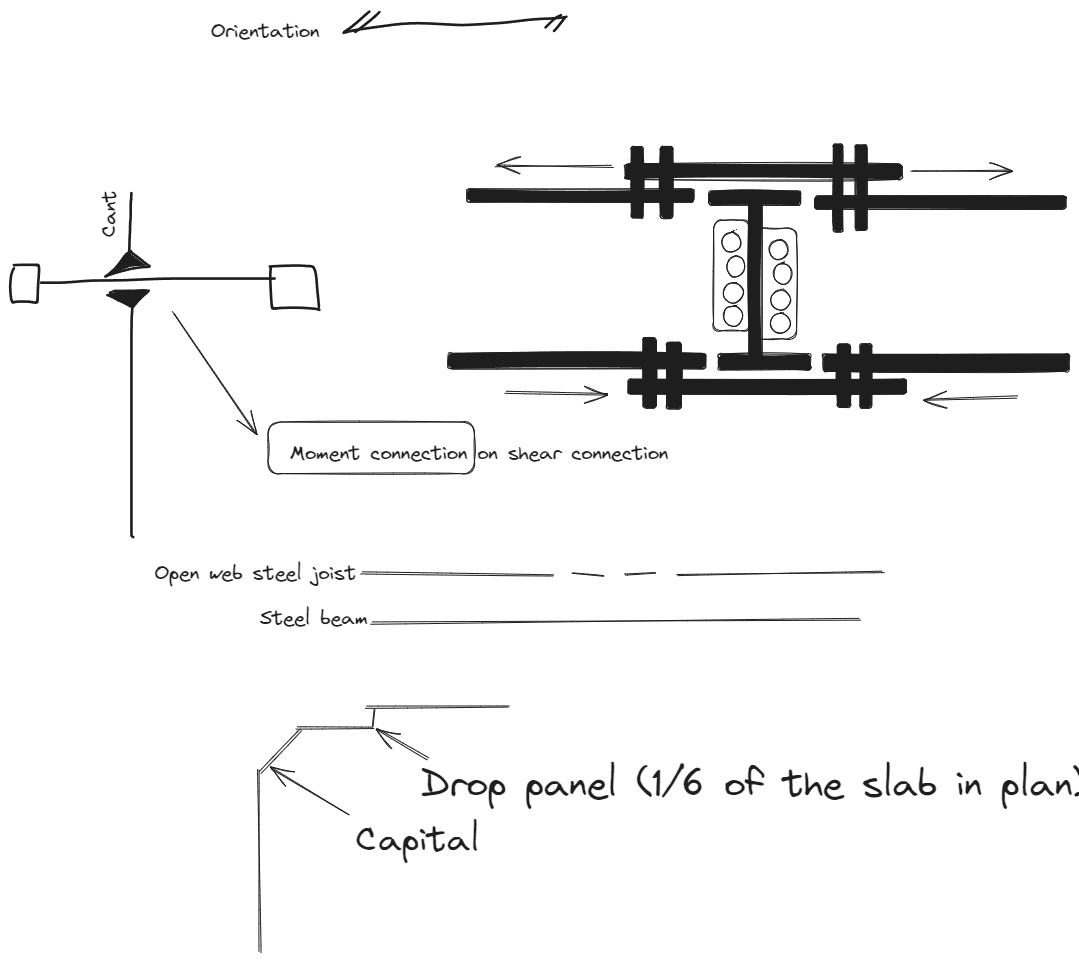 Orientation
Cant
Moment connection on shear connection
Open web steel joist
Steel beam
Drop panel (1/6 of the slab in plan)
Capital